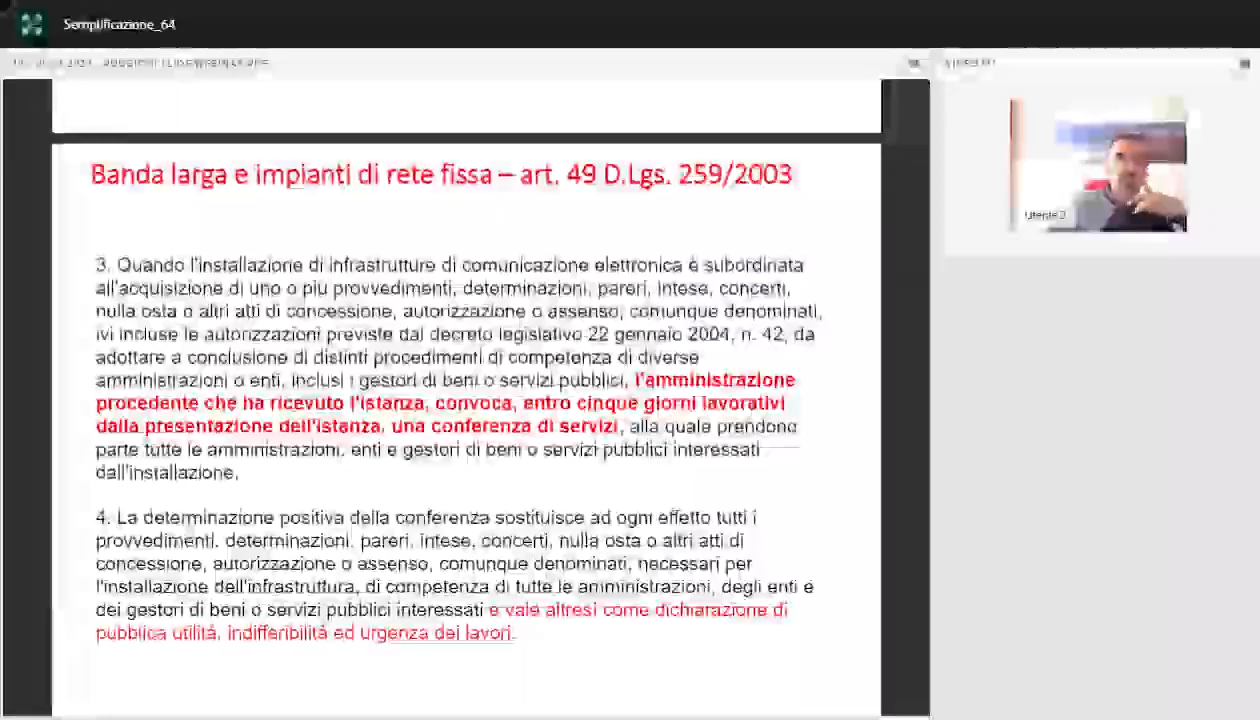 Semplificazione_64
Banda larga e impianti di rete fissa – art. 49 D.Lgs. 259/2003
3. Quando l'installazione di infrastrutture di comunicazione elettronica è subordinata
all'acquisizione di uno o più provvedimenti, determinazioni, pareri, intese, concerti,
nulla osta o altri atti di concessione, autorizzazione o assenso, comunque denominati,
ivi incluse le autorizzazioni previste dal decreto legislativo 22 gennaio 2004, n. 42, da
adottare a conclusione di distinti procedimenti di competenza di diverse
amministrazioni o enti, inclusi i gestori di beni o servizi pubblici, l'amministrazione
procedente che ha ricevuto l'istanza, convoca, entro cinque giorni lavorativi
dalla presentazione dell'istanza, una conferenza di servizi, alla quale prendono
parte tutte le amministrazioni, enti e gestori di beni o servizi pubblici interessati
dall'installazione.
4. La determinazione positiva della conferenza sostituisce ad ogni effetto tutti i
provvedimenti, determinazioni, pareri, intese, concerti, nulla osta o altri atti di
concessione, autorizzazione o assenso, comunque denominati, necessari per
l'installazione dell'infrastruttura, di competenza di tutte le amministrazioni, degli enti e
dei gestori di beni o servizi pubblici interessati e vale altresì come dichiarazione di
pubblica utilità, indifferibilità ed urgenza dei lavori.